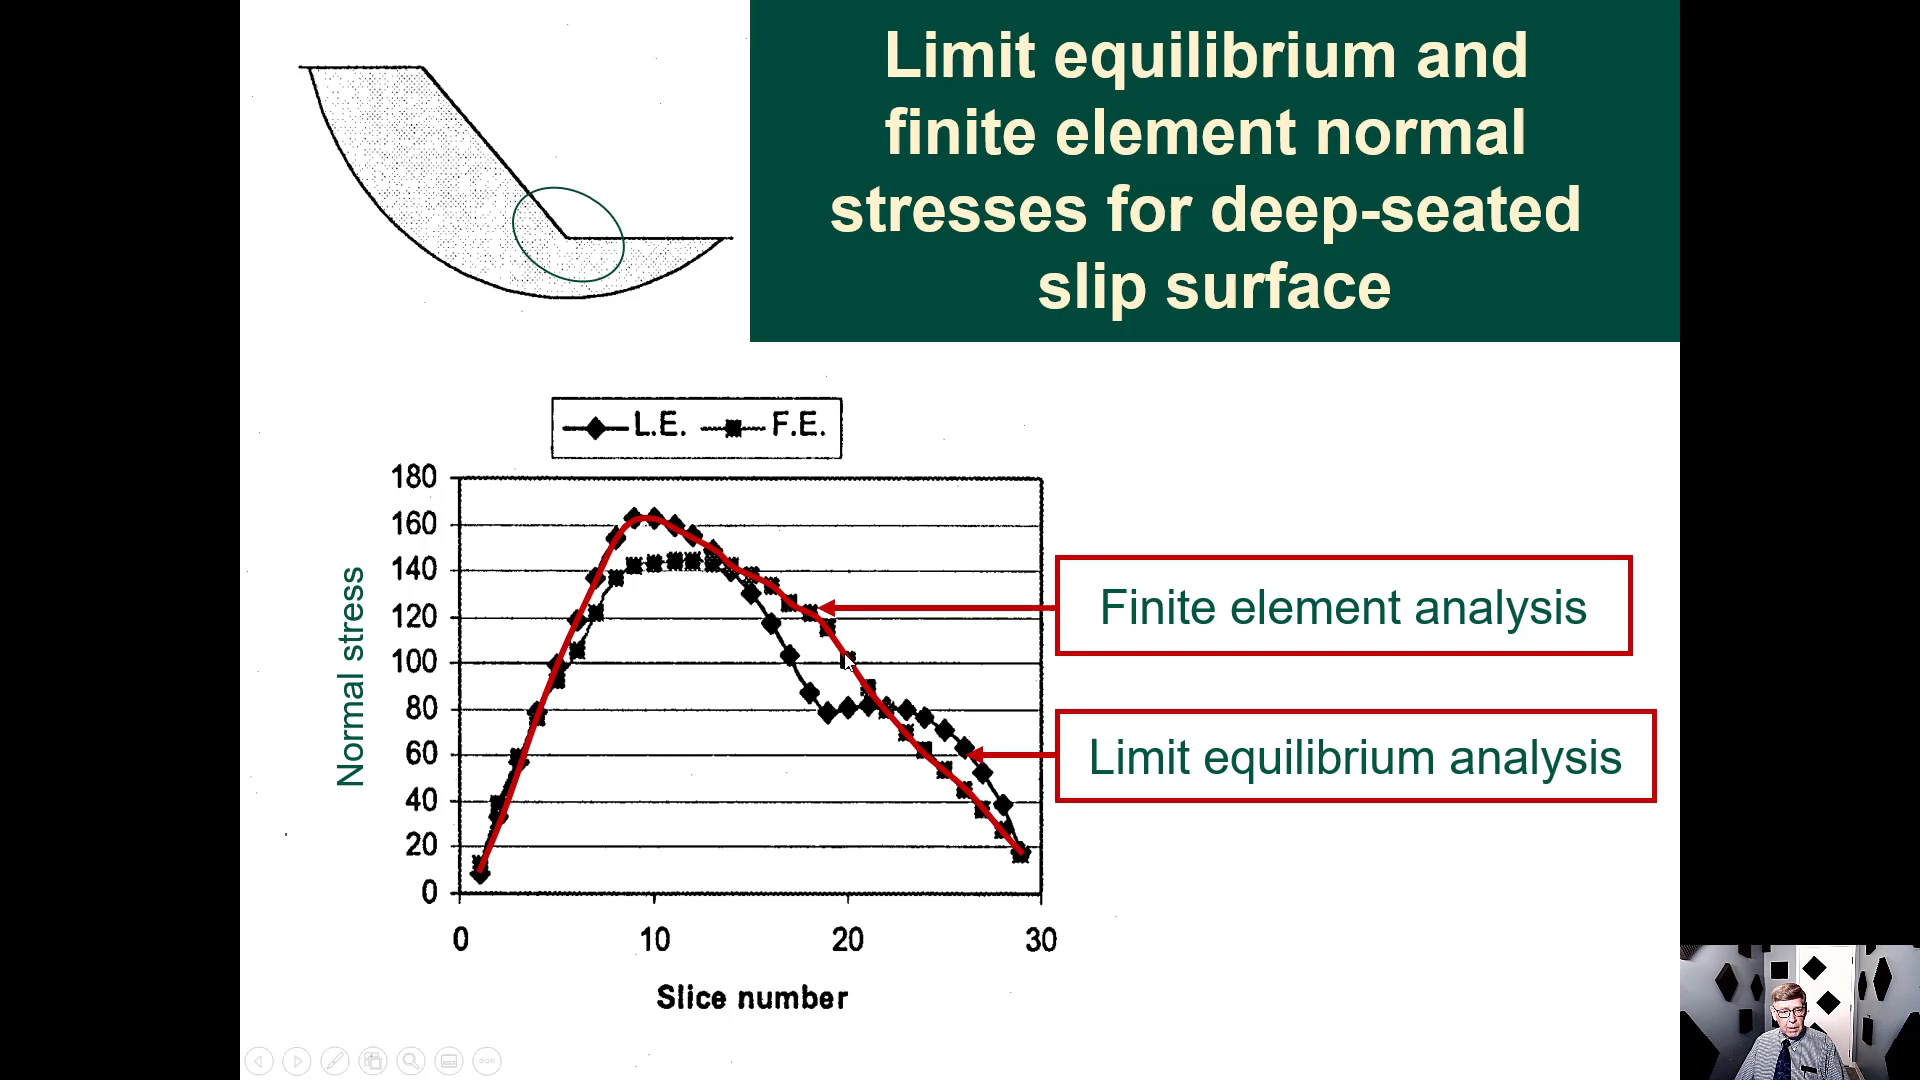 Limit equilibrium and
finite element normal
stresses for deep-seated
slip surface
L.E. F.E.
180
160
140
120
100
80
60
40
20
0
Normal stress
0 10 20 30
Slice number
Finite element analysis
Limit equilibrium analysis